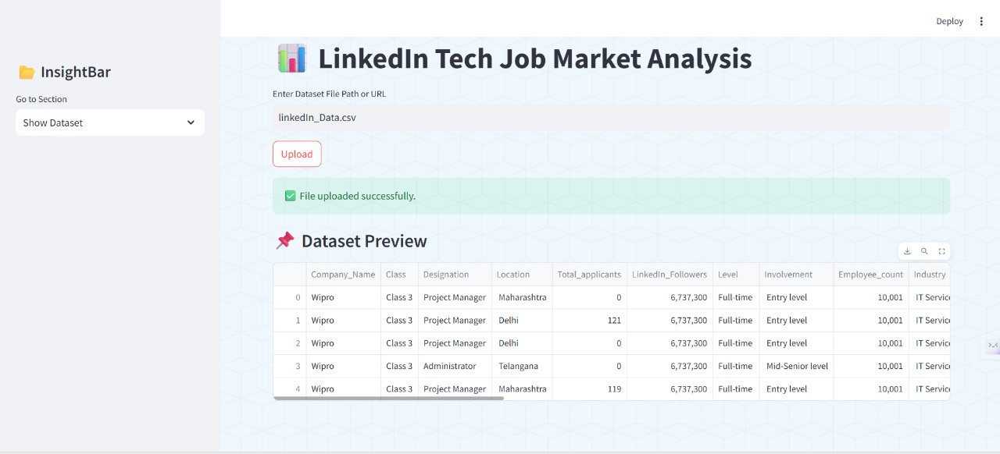 Deploy
InsightBar
Go to Section
Show Dataset
LinkedIn Tech Job Market Analysis
Enter Dataset File Path or URL
linkedIn_Data.csv
Upload
File uploaded successfully.
Dataset Preview
Company_Name Class Designation Location Total_applicants LinkedIn_Followers Level Involvement Employee_count Industry
0 Wipro Class 3 Project Manager Maharashtra 0 6,737,300 Full-time Entry level 10,001 IT Servic
1 Wipro Class 3 Project Manager Delhi 121 6,737,300 Full-time Entry level 10,001 IT Servic
2 Wipro Class 3 Project Manager Delhi 0 6,737,300 Full-time Entry level 10,001 IT Servic
3 Wipro Class 3 Administrator Telangana 0 6,737,300 Full-time Mid-Senior level 10,001 IT Servic
4 Wipro Class 3 Project Manager Maharashtra 119 6,737,300 Full-time Entry level 10,001 IT Servic